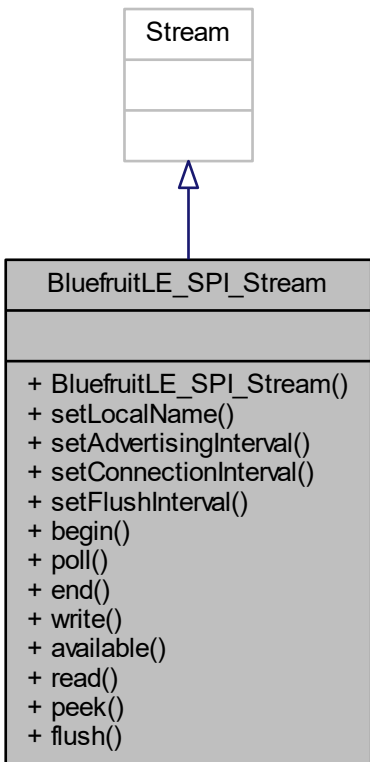 Stream
BluefruitLE_SPI_Stream
+ BluefruitLE_SPI_Stream()
+ setLocalName()
+ setAdvertisingInterval()
+ setConnectionInterval()
+ setFlushInterval()
+ begin()
+ poll()
+ end()
+ write()
+ available()
+ read()
+ peek()
+ flush()